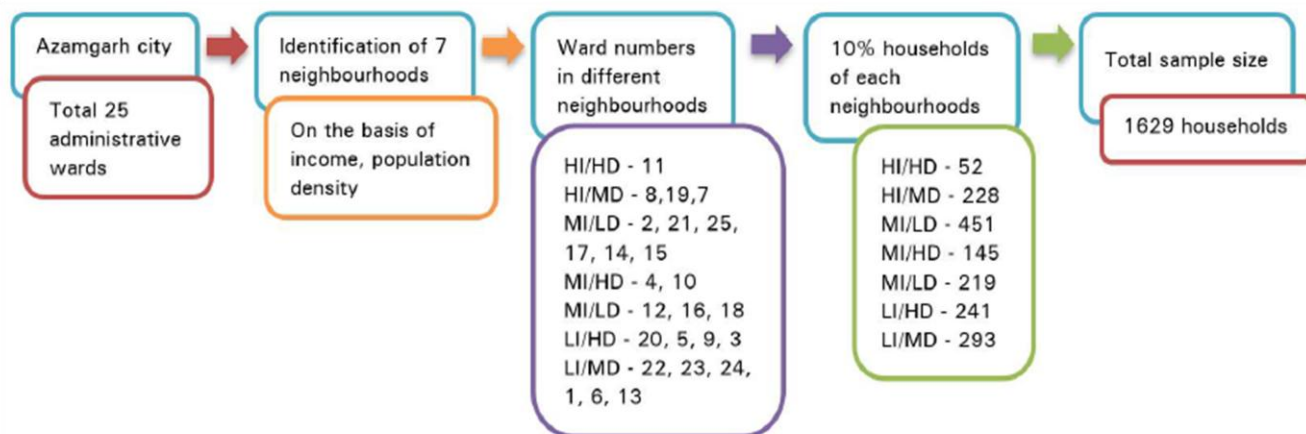 Azamgarh city
Total 25
administrative
wards
Identification of 7
neighbourhoods
On the basis of
income, population
density
Ward numbers
in different
neighbourhoods
HI/HD - 11
HI/MD - 8,19,7
MI/LD - 2, 21, 25,
17, 14, 15
MI/HD - 4, 10
MI/LD - 12, 16, 18
LI/HD - 20, 5, 9, 3
LI/MD - 22, 23, 24,
1, 6, 13
10% households
of each
neighbourhoods
HI/HD - 52
HI/MD - 228
MI/LD - 451
MI/HD - 145
MI/LD - 219
LI/HD - 241
LI/MD - 293
Total sample size
1629 households